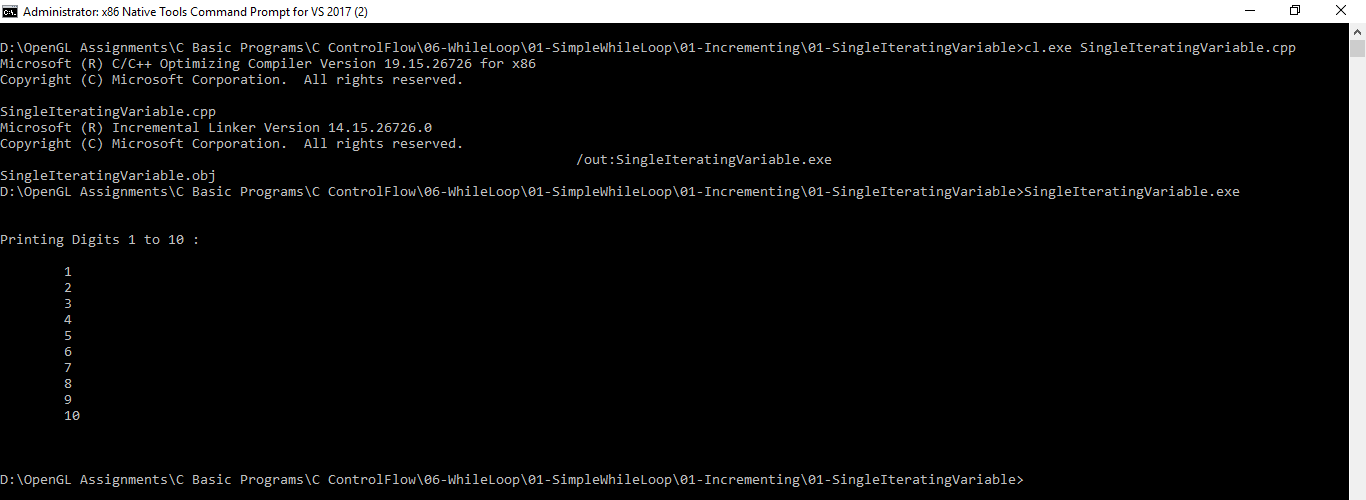 Administrator: x86 Native Tools Command Prompt for VS 2017 (2)
D:\OpenGL Assignments\C Basic Programs\C ControlFlow\06-WhileLoop\01-SimpleWhileLoop\01-Incrementing\01-SingleIteratingVariable>cl.exe SingleIteratingVariable.cpp
Microsoft (R) C/C++ Optimizing Compiler Version 19.15.26726 for x86
Copyright (C) Microsoft Corporation.  All rights reserved.
SingleIteratingVariable.cpp
Microsoft (R) Incremental Linker Version 14.15.26726.0
Copyright (C) Microsoft Corporation.  All rights reserved.
/out:SingleIteratingVariable.exe
SingleIteratingVariable.obj
D:\OpenGL Assignments\C Basic Programs\C ControlFlow\06-WhileLoop\01-SimpleWhileLoop\01-Incrementing\01-SingleIteratingVariable>SingleIteratingVariable.exe
Printing Digits 1 to 10 :
1
2
3
4
5
6
7
8
9
10
D:\OpenGL Assignments\C Basic Programs\C ControlFlow\06-WhileLoop\01-SimpleWhileLoop\01-Incrementing\01-SingleIteratingVariable>